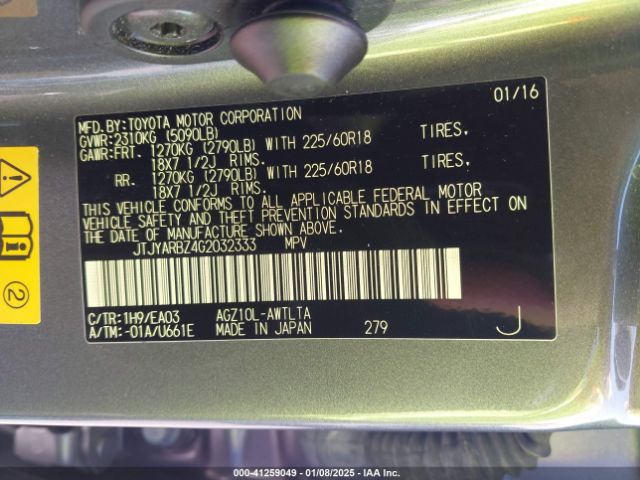 01/16
MFD.BY:TOYOTA MOTOR CORPORATION
GVWR:2310KG (5090LB)
GAWR:FRT. 1270KG (2790LB) WITH 225/60R18 TIRES,
18X7 1/2J RIMS.
RR. 1270KG (2790LB) WITH 225/60R18 TIRES,
18X7 1/2J RIMS.
THIS VEHICLE CONFORMS TO ALL APPLICABLE FEDERAL MOTOR
VEHICLE SAFETY AND THEFT PREVENTION STANDARDS IN EFFECT ON
THE DATE OF MANUFACTURE SHOWN ABOVE.
JTJYARBZ4G2032333 MPV
C/TR:1H9/EA03 AGZ10L-AWTLTA
A/TM:-01A/U661E MADE IN JAPAN 279 J
2
000-41259049 — 01/08/2025 — IAA Inc.